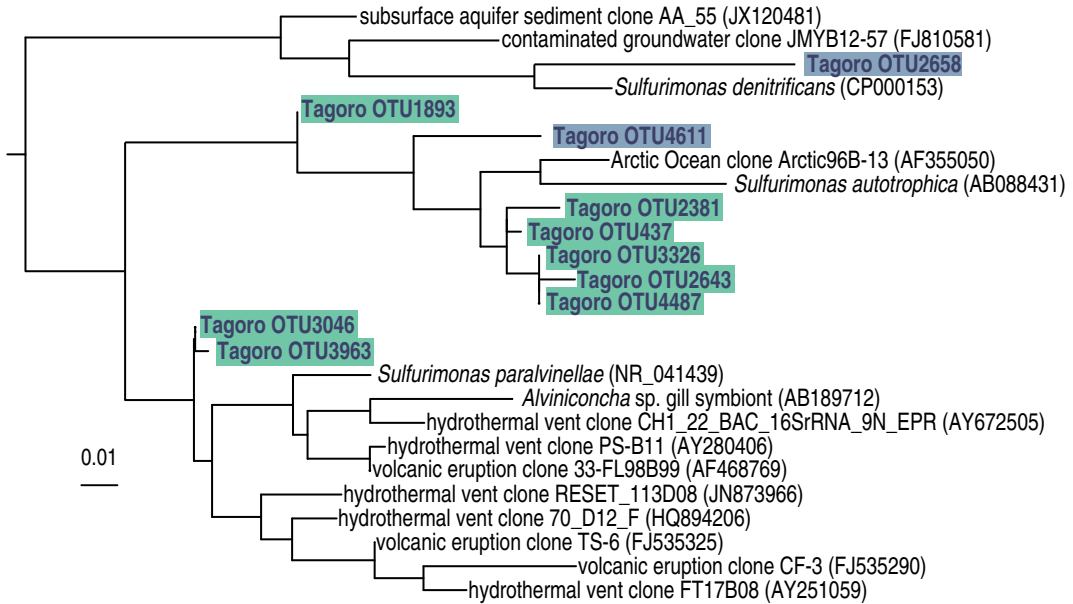 subsurface aquifer sediment clone AA_55 (JX120481)
contaminated groundwater clone JMYB12-57 (FJ810581)
Tagoro OTU2658
Sulfurimonas denitrificans (CP000153)
Tagoro OTU1893
Tagoro OTU4611
Arctic Ocean clone Arctic96B-13 (AF355050)
Sulfurimonas autotrophica (AB088431)
Tagoro OTU2381
Tagoro OTU437
Tagoro OTU3326
Tagoro OTU2643
Tagoro OTU4487
Tagoro OTU3046
Tagoro OTU3963
Sulfurimonas paralvinellae (NR_041439)
Alviniconcha sp. gill symbiont (AB189712)
hydrothermal vent clone CH1_22_BAC_16SrRNA_9N_EPR (AY672505)
hydrothermal vent clone PS-B11 (AY280406)
0.01
volcanic eruption clone 33-FL98B99 (AF468769)
hydrothermal vent clone RESET_113D08 (JN873966)
hydrothermal vent clone 70_D12_F (HQ894206)
volcanic eruption clone TS-6 (FJ535325)
volcanic eruption clone CF-3 (FJ535290)
hydrothermal vent clone FT17B08 (AY251059)